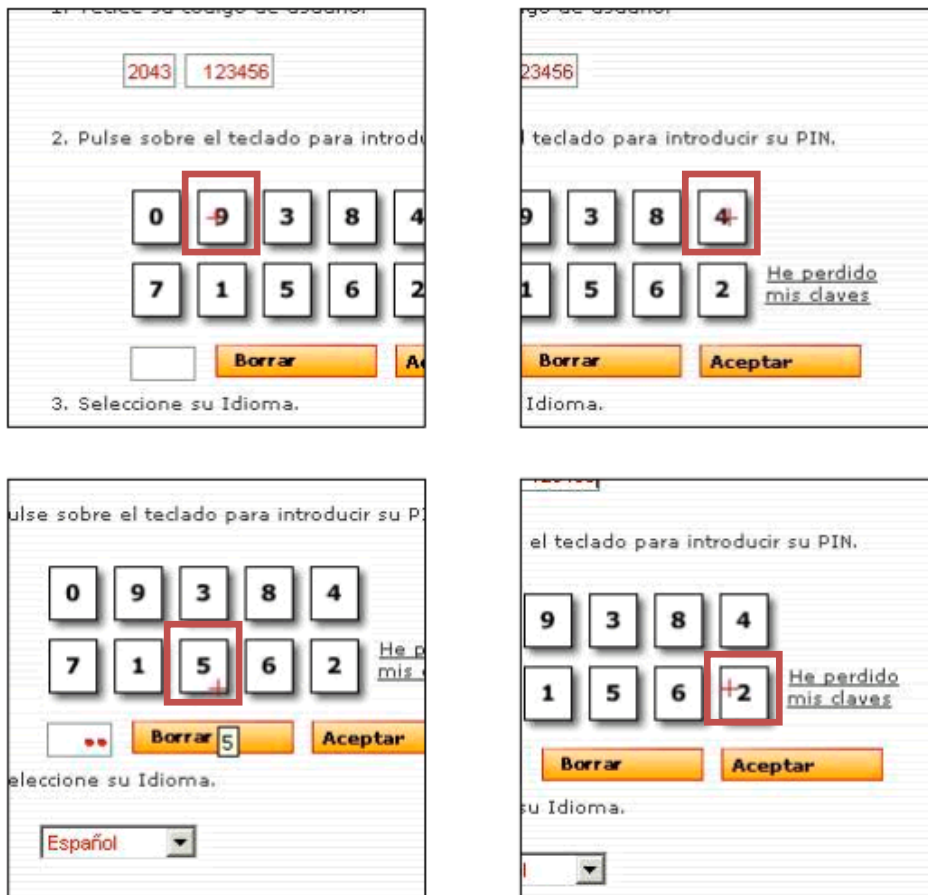 2043 123456
2. Pulse sobre el teclado para introdu
0 9 3 8 4
7 1 5 6 2
Borrar A
3. Seleccione su Idioma.
23456
teclado para introducir su PIN.
9 3 8 4
1 5 6 2
He perdido
mis claves
Borrar Aceptar
Idioma.
ulse sobre el teclado para introducir su P
0 9 3 8 4
7 1 5 6 2
He p
mis
Borrar 5 Aceptar
eleccione su Idioma.
Español
el teclado para introducir su PIN.
9 3 8 4
1 5 6 2
He perdido
mis claves
Borrar Aceptar
su Idioma.